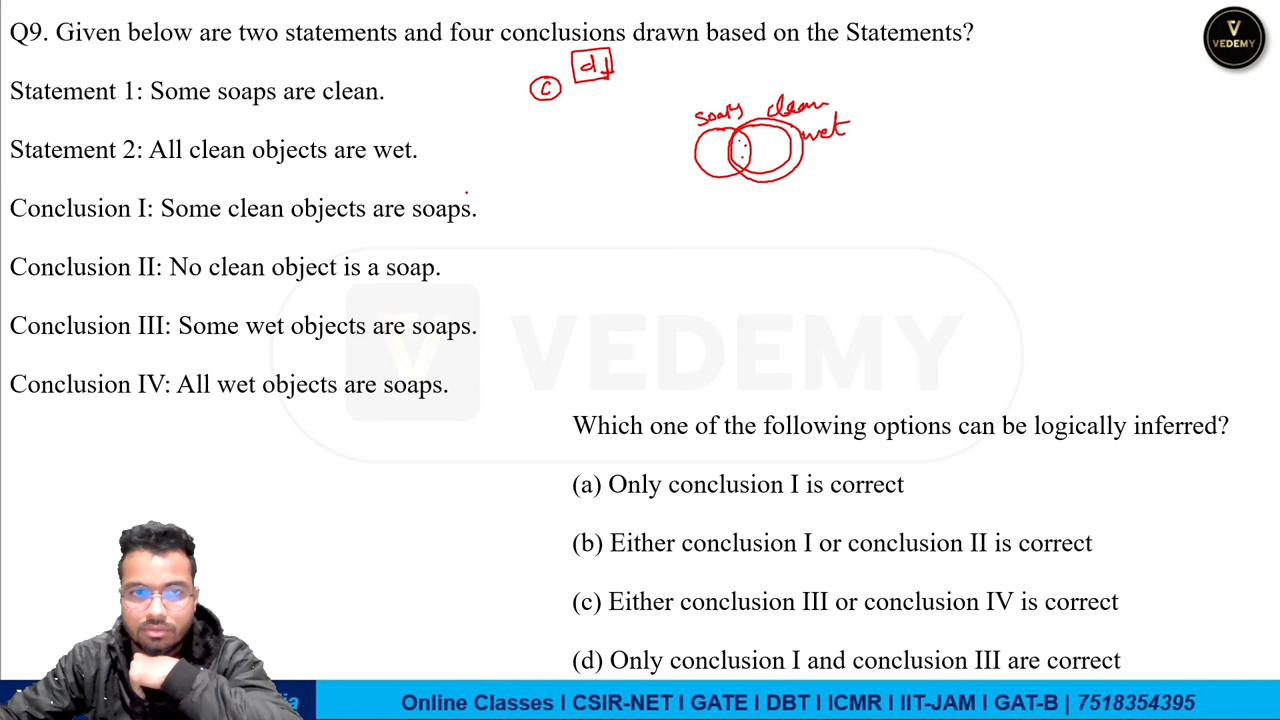 Q9. Given below are two statements and four conclusions drawn based on the Statements?
V
VEDEMY
d
c
Statement 1: Some soaps are clean.
soaps clean
wet
Statement 2: All clean objects are wet.
Conclusion I: Some clean objects are soaps.
Conclusion II: No clean object is a soap.
Conclusion III: Some wet objects are soaps.
VEDEMY
Conclusion IV: All wet objects are soaps.
Which one of the following options can be logically inferred?
(a) Only conclusion I is correct
(b) Either conclusion I or conclusion II is correct
(c) Either conclusion III or conclusion IV is correct
(d) Only conclusion I and conclusion III are correct
Online Classes I CSIR-NET I GATE I DBT I ICMR I IIT-JAM I GAT-B | 7518354395